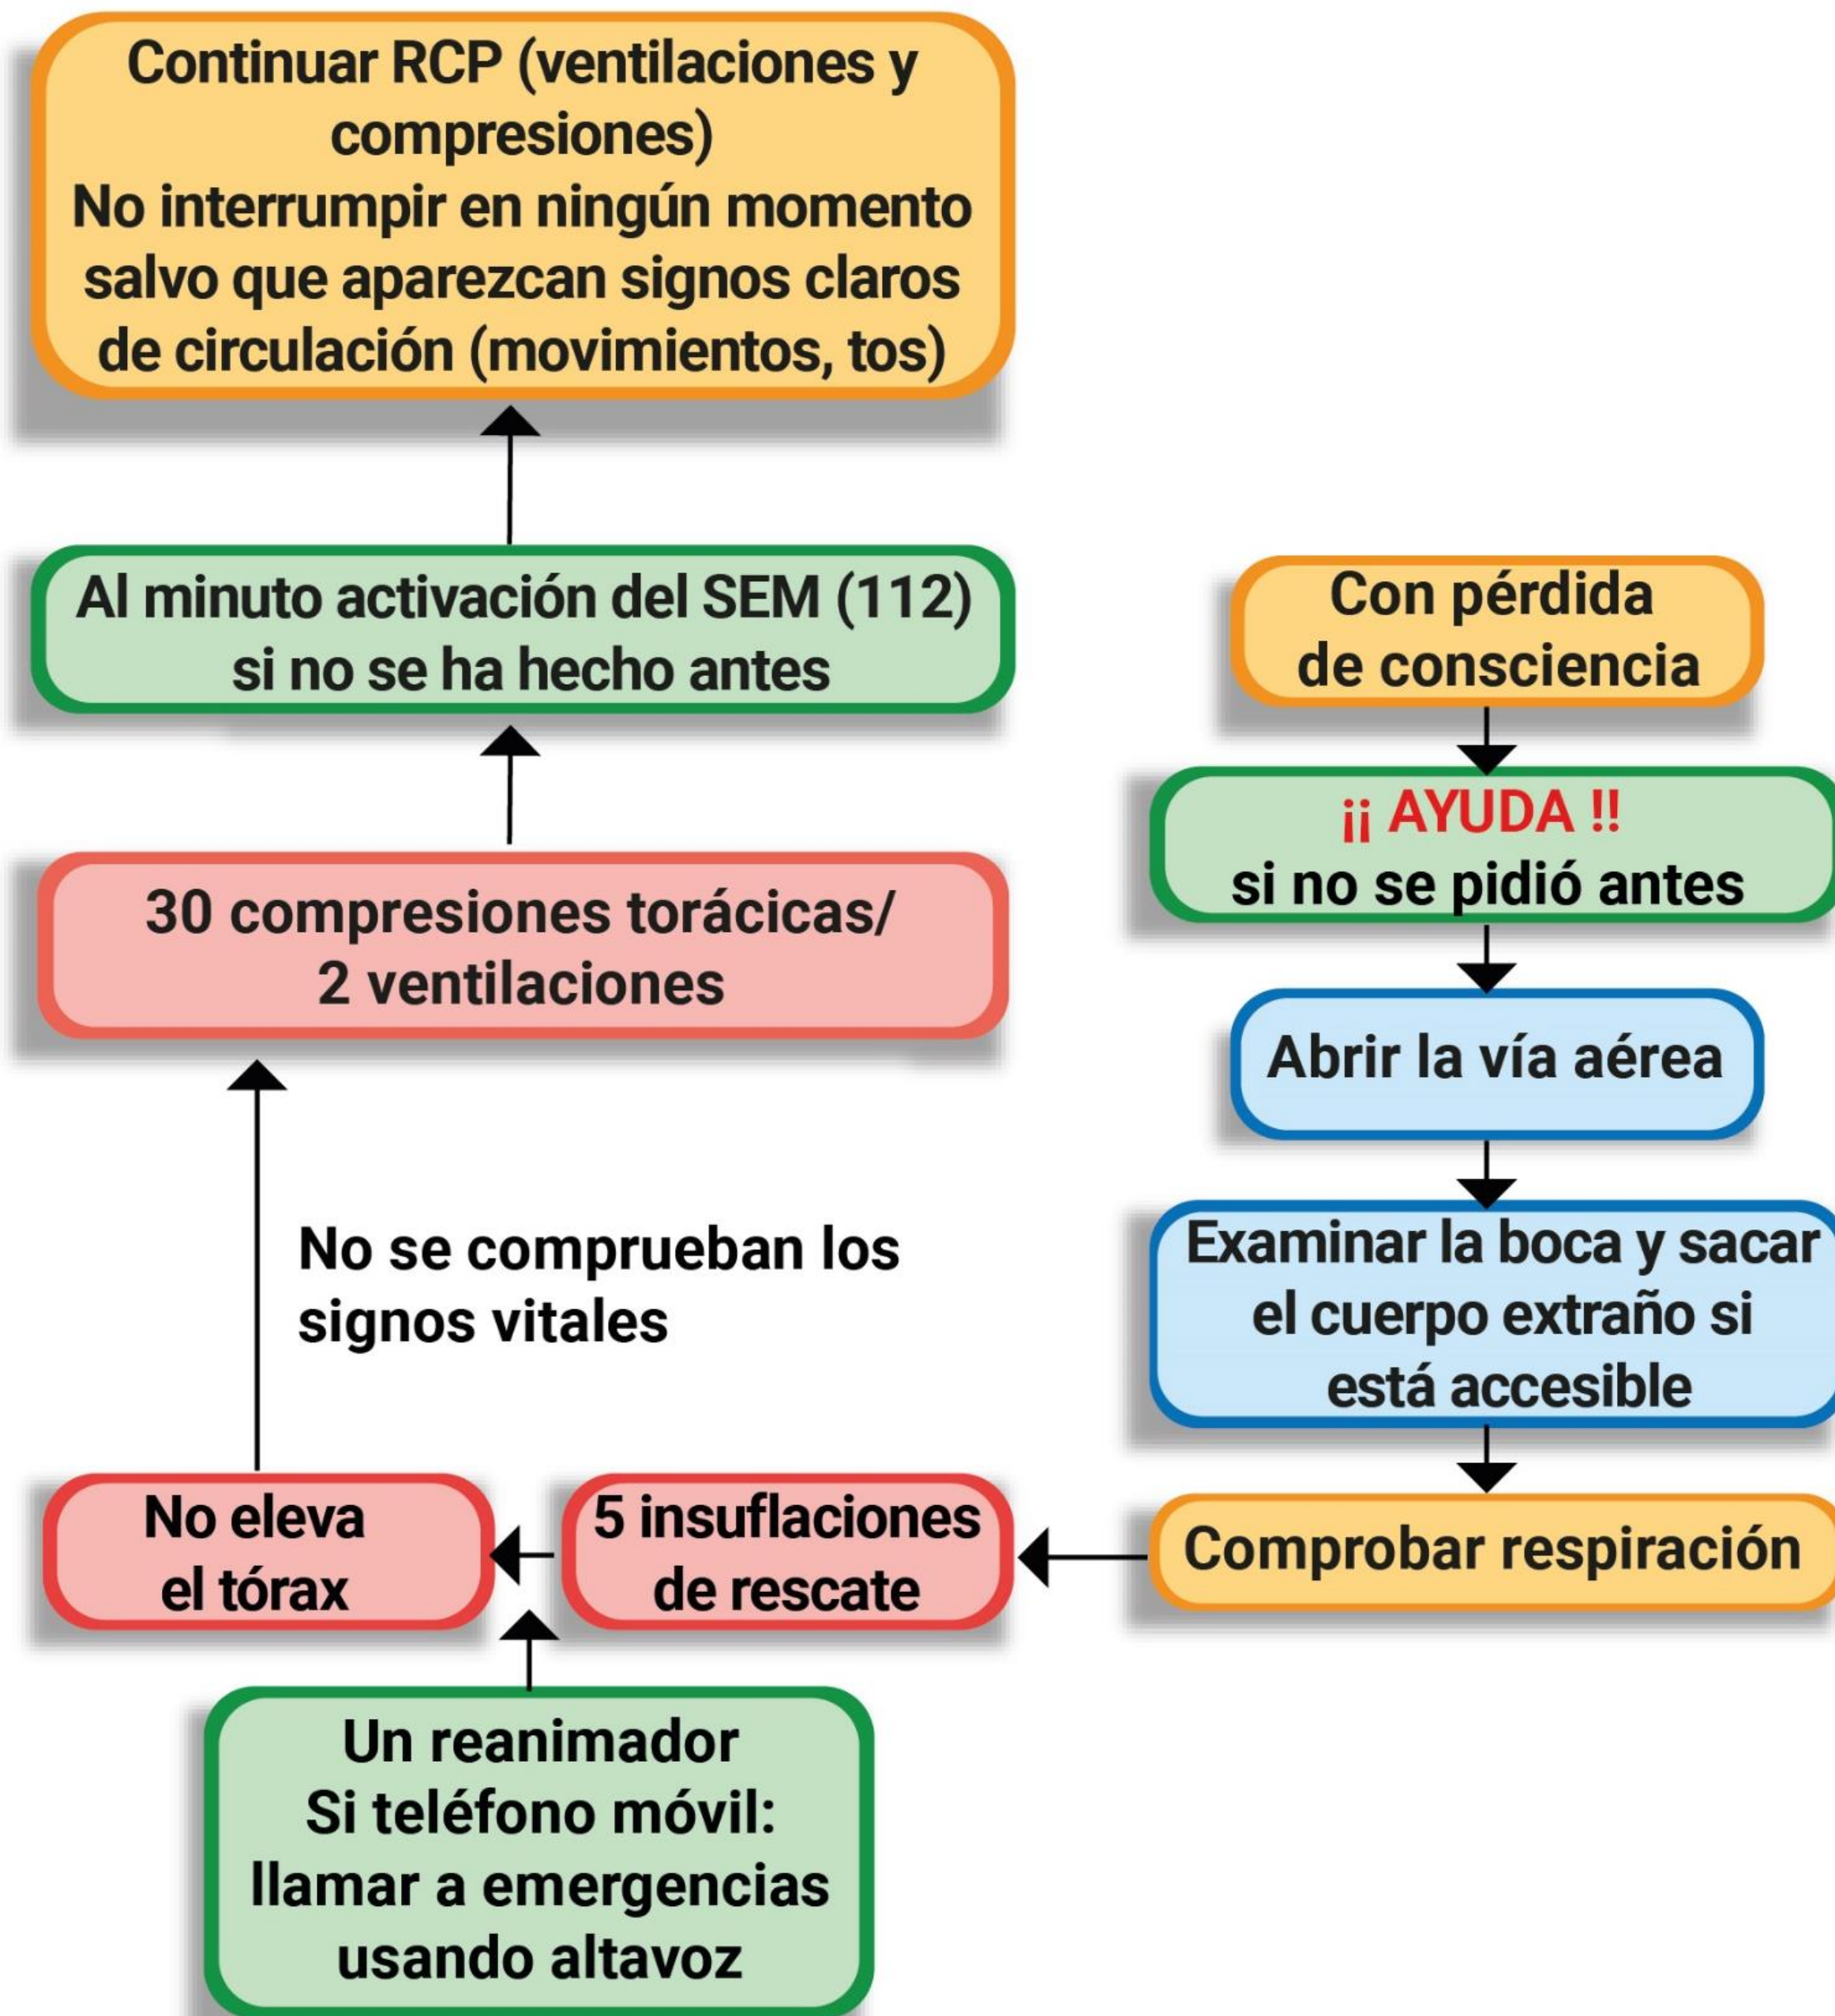 Continuar RCP (ventilaciones y
compresiones)
No interrumpir en ningún momento
salvo que aparezcan signos claros
de circulación (movimientos, tos)
Al minuto activación del SEM (112)
si no se ha hecho antes
30 compresiones torácicas/
2 ventilaciones
No se comprueban los
signos vitales
No eleva
el tórax
5 insuflaciones
de rescate
Un reanimador
Si teléfono móvil:
llamar a emergencias
usando altavoz
Con pérdida
de consciencia
¡¡ AYUDA !!
si no se pidió antes
Abrir la vía aérea
Examinar la boca y sacar
el cuerpo extraño si
está accesible
Comprobar respiración